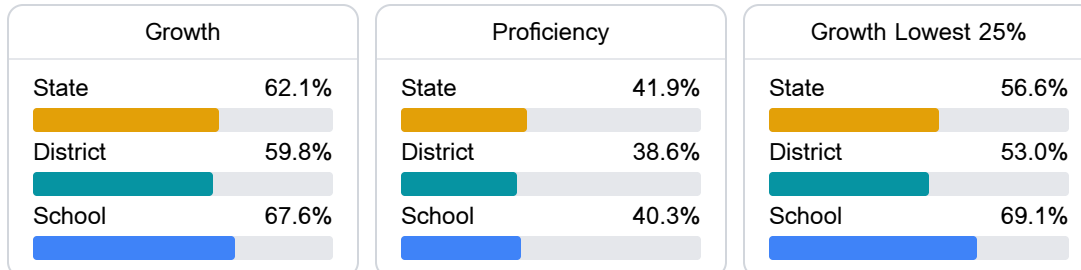 Growth
State 62.1%
District 59.8%
School 67.6%
Proficiency
State 41.9%
District 38.6%
School 40.3%
Growth Lowest 25%
State 56.6%
District 53.0%
School 69.1%